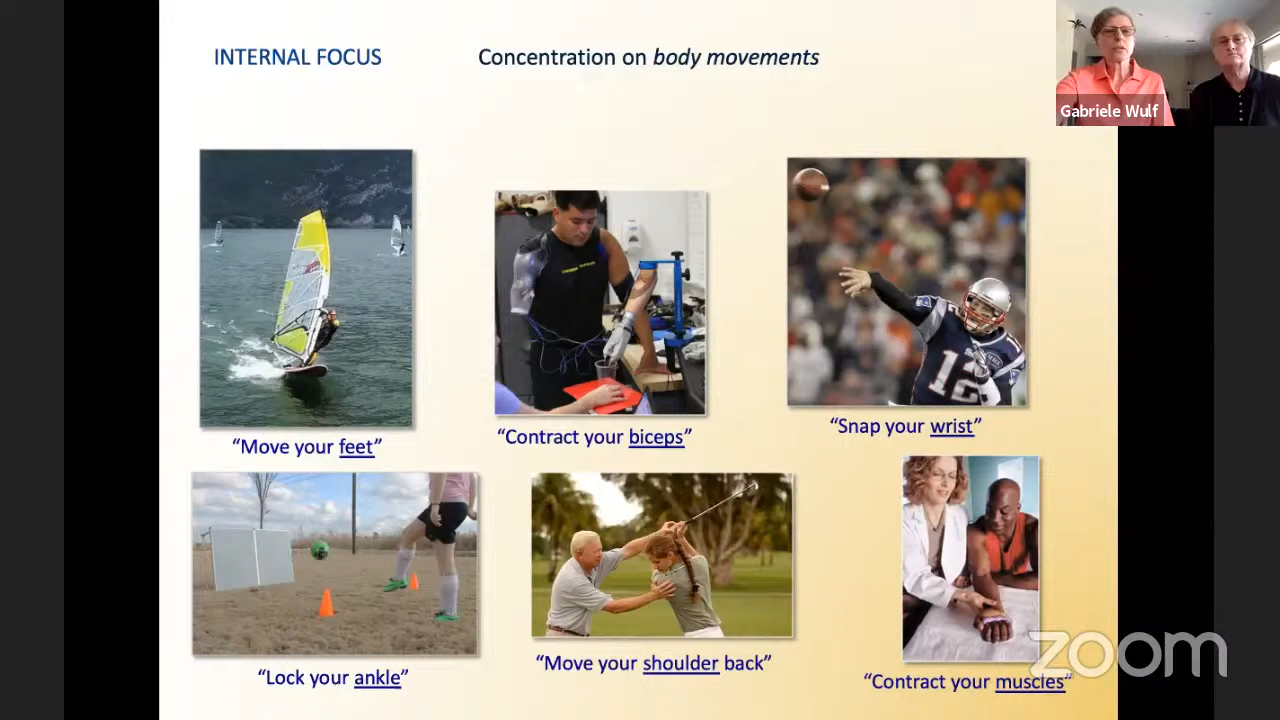 INTERNAL FOCUS
Concentration on body movements
Gabriele Wulf
12
"Move your feet"
"Contract your biceps"
"Snap your wrist"
"Lock your ankle"
"Move your shoulder back"
"Contract your muscles"
zoom